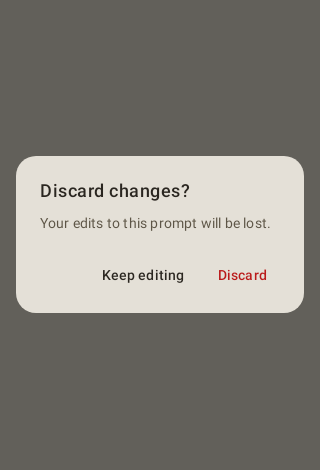 Discard changes?
Your edits to this prompt will be lost.
Keep editing Discard